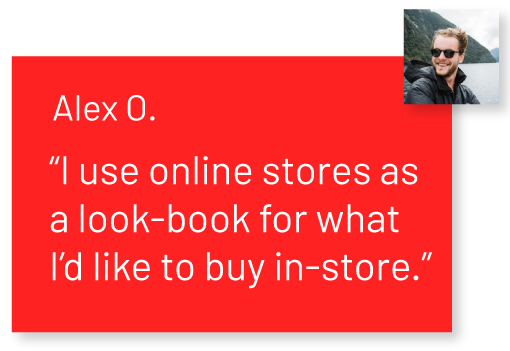 Alex O.
“I use online stores as
a look-book for what
I’d like to buy in-store.”